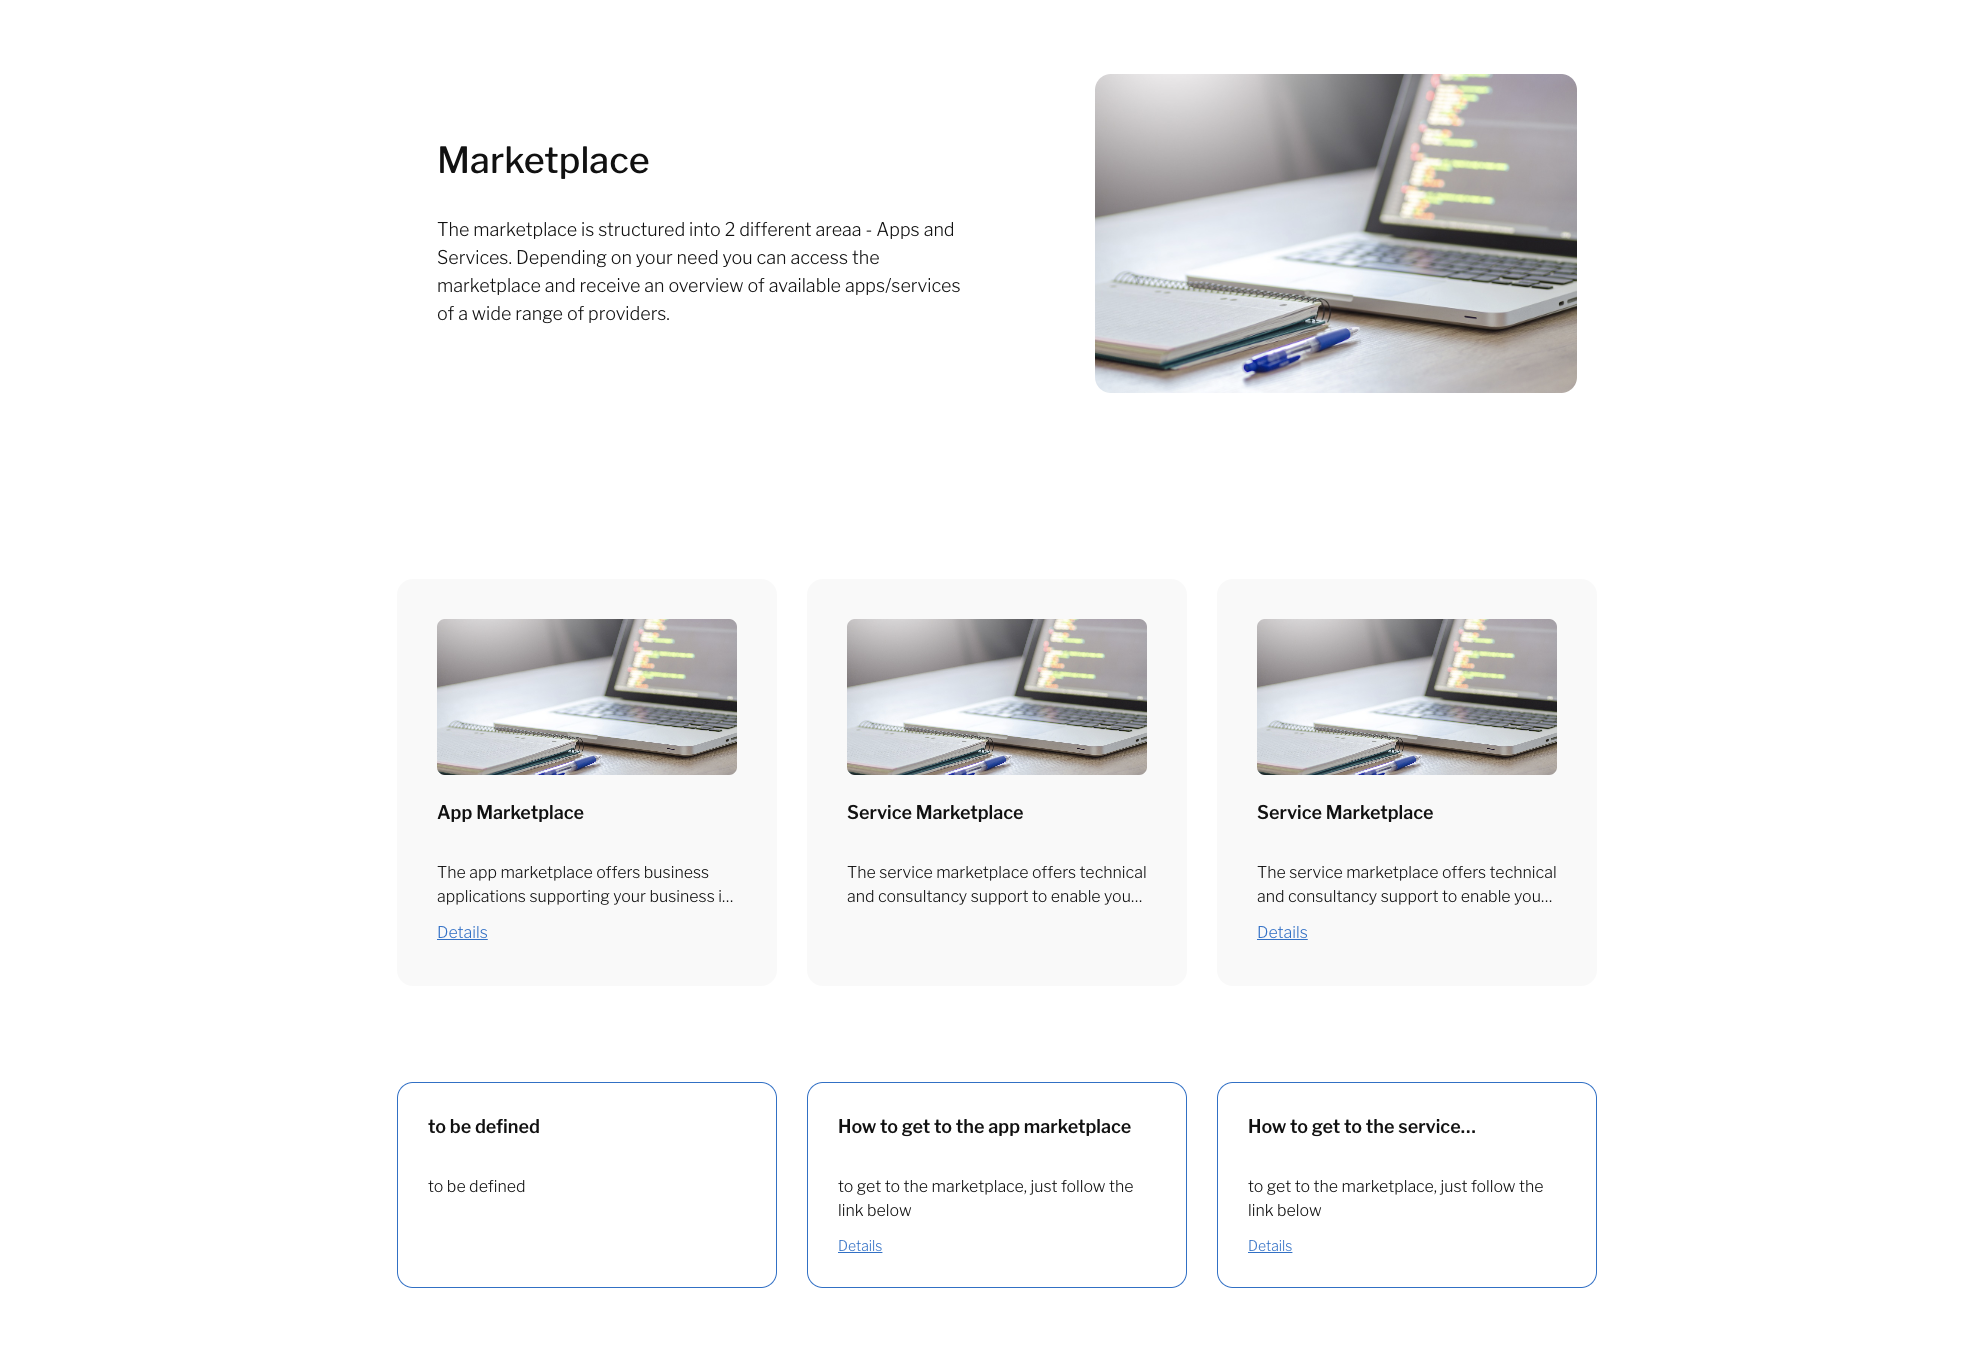 Marketplace
The marketplace is structured into 2 different areaa - Apps and
Services. Depending on your need you can access the
marketplace and receive an overview of available apps/services
of a wide range of providers.
App Marketplace
The app marketplace offers business
applications supporting your business i...
Details
Service Marketplace
The service marketplace offers technical
and consultancy support to enable you...
Service Marketplace
The service marketplace offers technical
and consultancy support to enable you...
Details
to be defined
to be defined
How to get to the app marketplace
to get to the marketplace, just follow the
link below
Details
How to get to the service...
to get to the marketplace, just follow the
link below
Details